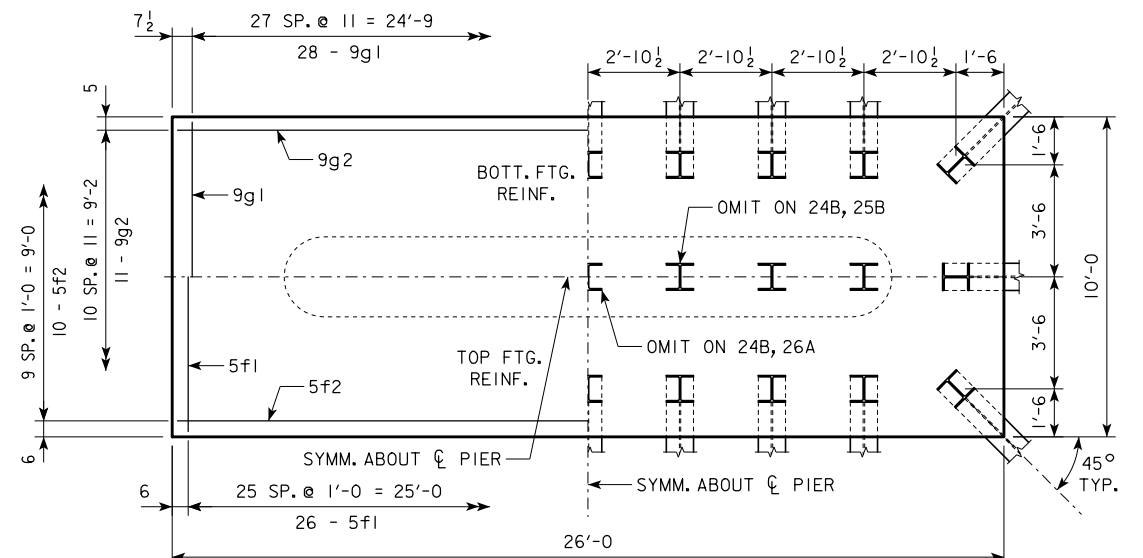 7½
27 SP. @ 11 = 24'-9
28 - 9g1
2'-10½
2'-10½
2'-10½
2'-10½
1'-6
5
9g2
BOTT. FTG.
REINF.
9g1
OMIT ON 24B, 25B
1'-6
3'-6
10'-0
3'-6
1'-6
9 SP. @ 1'-0 = 9'-0
10 - 5f2
10 SP. @ 11 = 9'-2
11 - 9g2
5f1
TOP FTG.
REINF.
OMIT ON 24B, 26A
5f2
6
SYMM. ABOUT ℄ PIER
SYMM. ABOUT ℄ PIER
45°
TYP.
6
25 SP. @ 1'-0 = 25'-0
26 - 5f1
26'-0